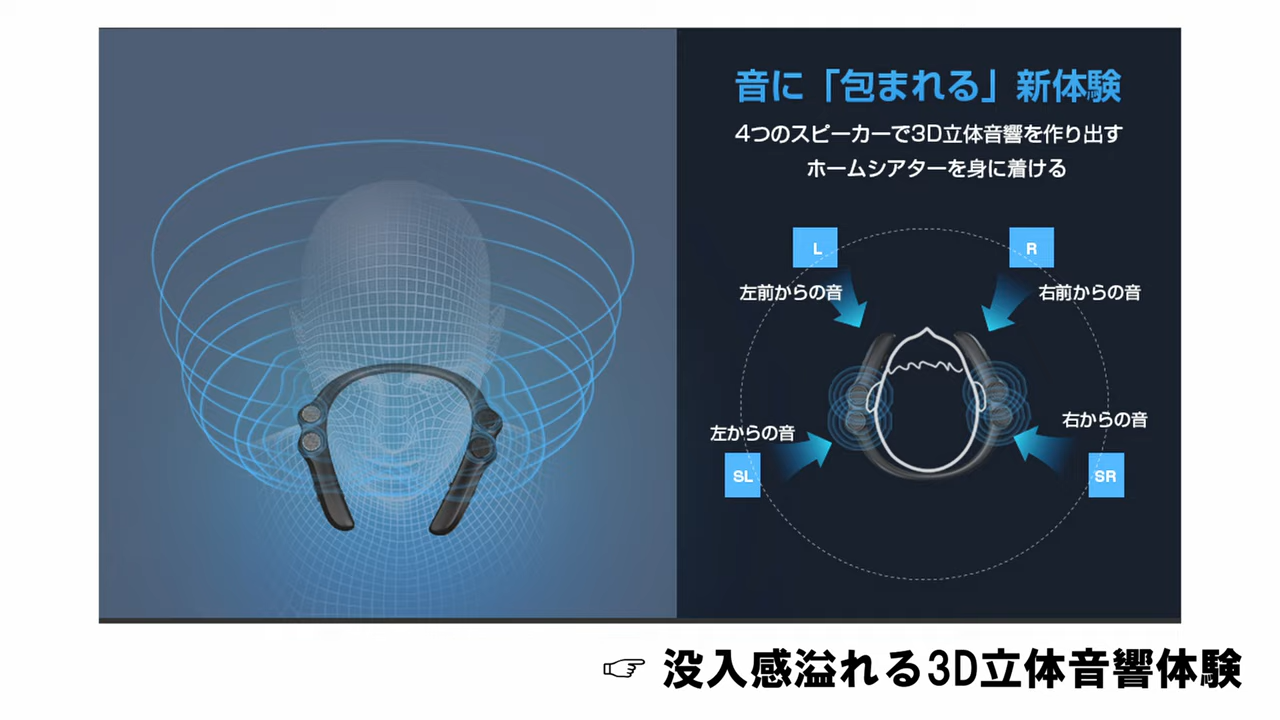 音に「包まれる」新体験
4つのスピーカーで3D立体音響を作り出す
ホームシアターを身に着ける
L
R
左前からの音
右前からの音
左からの音
右からの音
SL
SR
☞ 没入感溢れる3D立体音響体験